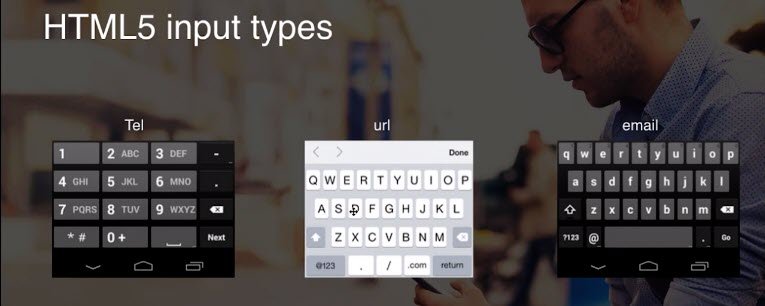 HTML5 input types
Tel
url
email
1 2 ABC 3 DEF -
4 GHI 5 JKL 6 MNO .
7 PQRS 8 TUV 9 WXYZ
* # 0 + Next
Done
Q W E R T Y U I O P
A S D F G H J K L
Z X C V B N M
@123 . / .com return
q w e r t y u i o p
a s d f g h j k l
z x c v b n m
?123 @ . Go